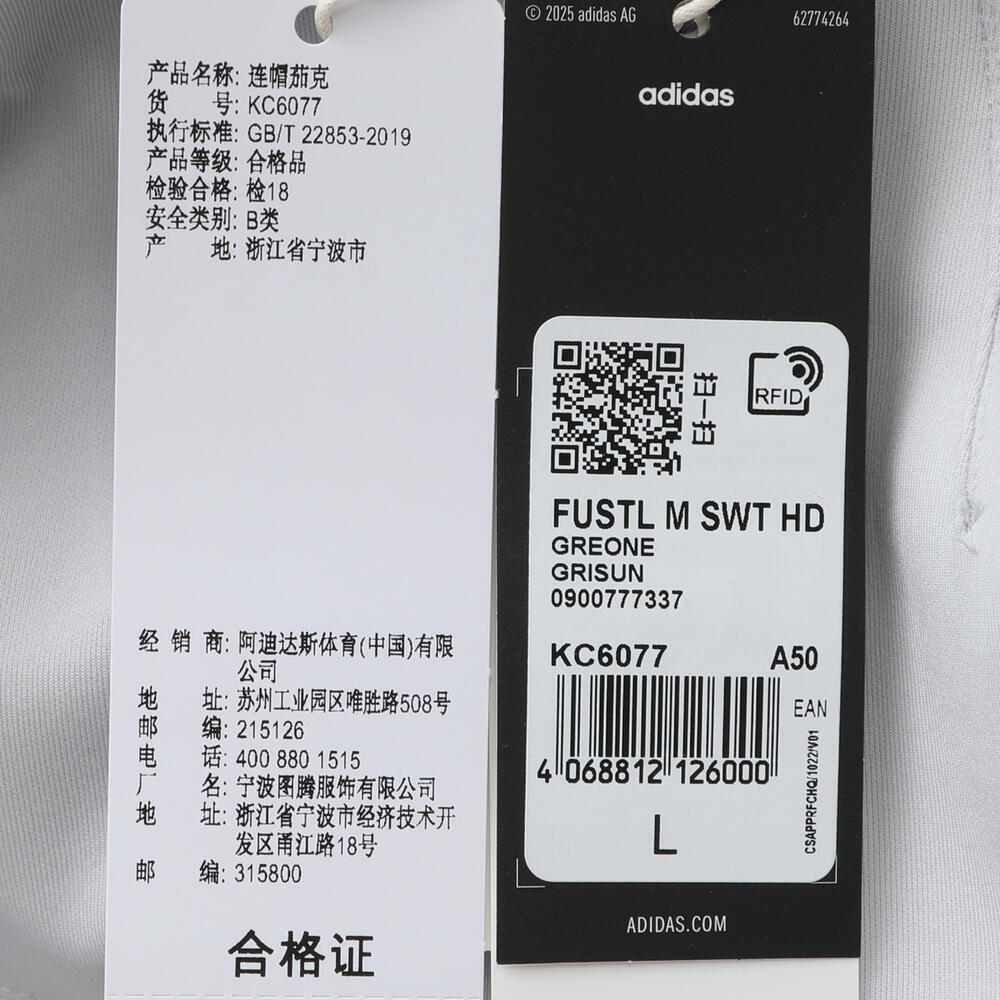 产品名称: 连帽茄克
货 号: KC6077
执行标准: GB/T 22853-2019
产品等级: 合格品
检验合格: 检18
安全类别: B类
产 地: 浙江省宁波市
经 销 商: 阿迪达斯体育(中国)有限
公司
地 址: 苏州工业园区唯胜路508号
邮 编: 215126
电 话: 400 880 1515
厂 名: 宁波图腾服饰有限公司
地 址: 浙江省宁波市经济技术开
发区甬江路18号
邮 编: 315800
合格证
© 2025 adidas AG
62774264
adidas
扫一扫
RFID
FUSTL M SWT HD
GREONE
GRISUN
0900777337
KC6077 A50
EAN
4 068812 126000
CSAPPRFCHQ/1022/V01
L
ADIDAS.COM